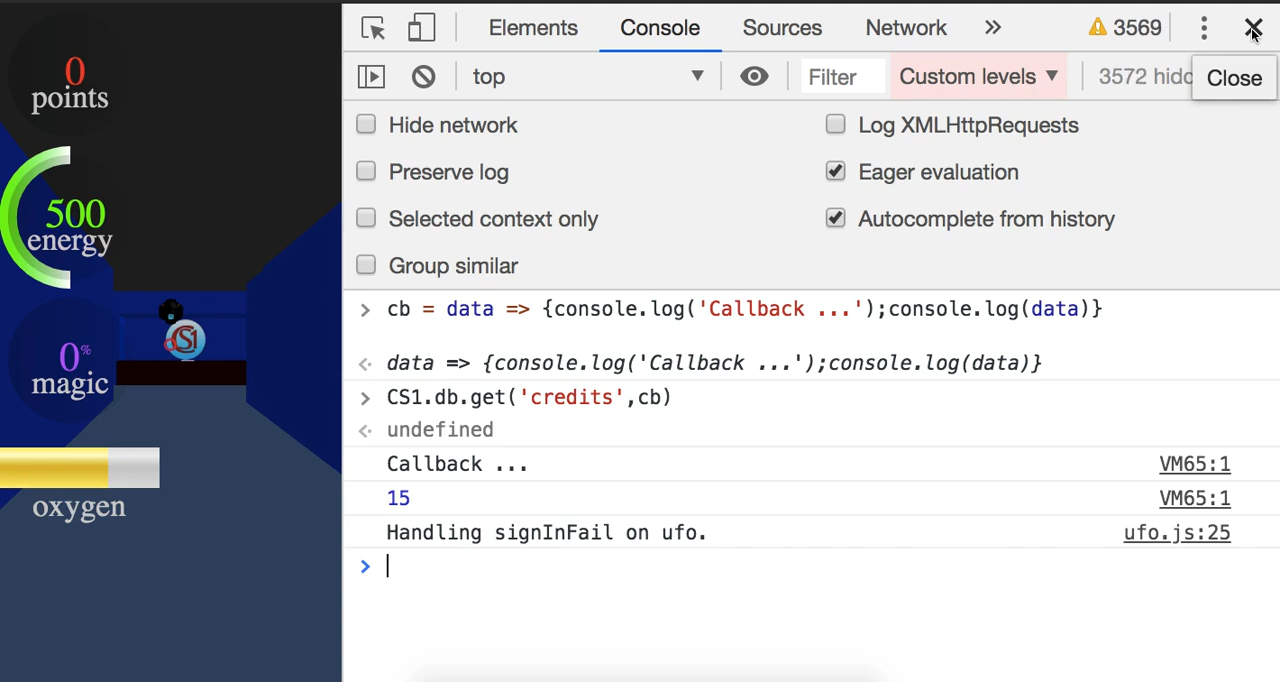 0
points
500
energy
0%
magic
oxygen
CS1
Elements Console Sources Network » 3569
top ▼ Filter Custom levels ▼ 3572 hidd
Close
Hide network Log XMLHttpRequests
Preserve log Eager evaluation
Selected context only Autocomplete from history
Group similar
> cb = data => {console.log('Callback ...');console.log(data)}
data => {console.log('Callback ...');console.log(data)}
> CS1.db.get('credits',cb)
undefined
Callback ... VM65:1
15 VM65:1
Handling signInFail on ufo. ufo.js:25
>